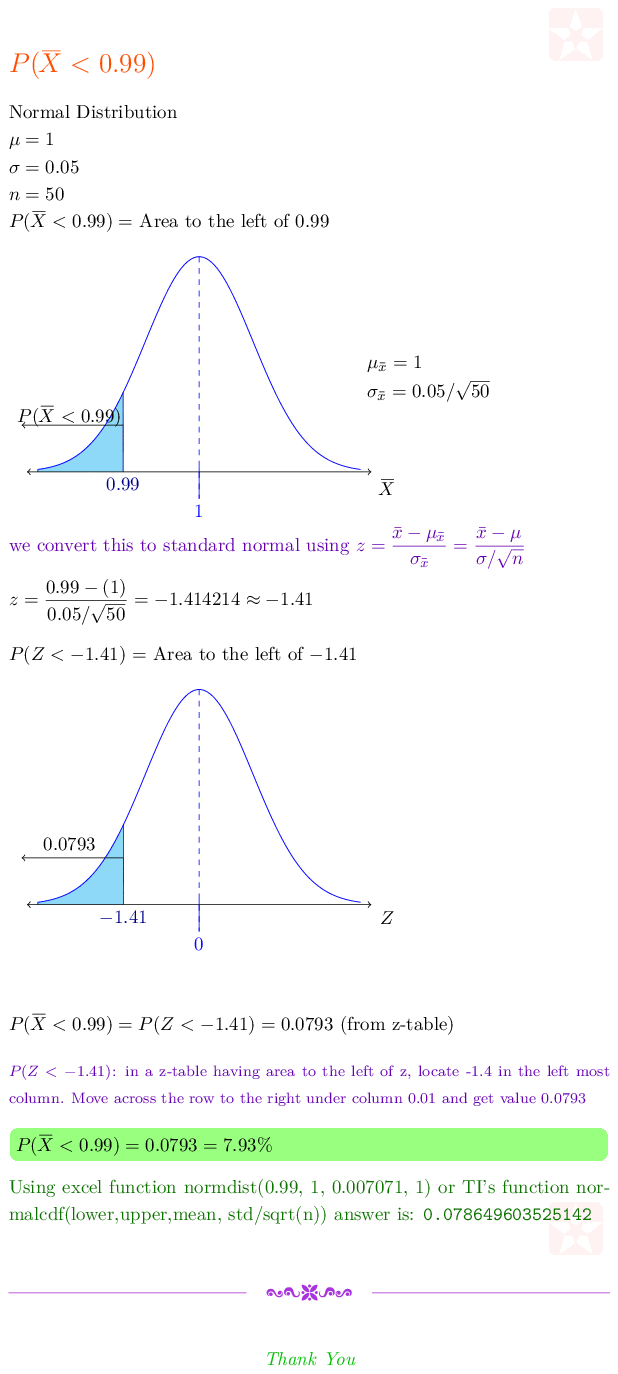 P(X̅ < 0.99)
Normal Distribution
μ = 1
σ = 0.05
n = 50
P(X̅ < 0.99) = Area to the left of 0.99
μ_x̄ = 1
σ_x̄ = 0.05/√50
P(X̅ < 0.99)
0.99
X̅
1
we convert this to standard normal using z = (x̄ − μ_x̄)/σ_x̄ = (x̄ − μ)/(σ/√n)
z = (0.99 − (1))/(0.05/√50) = −1.414214 ≈ −1.41
P(Z < −1.41) = Area to the left of −1.41
0.0793
−1.41
Z
0
P(X̅ < 0.99) = P(Z < −1.41) = 0.0793 (from z-table)
P(Z < −1.41): in a z-table having area to the left of z, locate -1.4 in the left most
column. Move across the row to the right under column 0.01 and get value 0.0793
P(X̅ < 0.99) = 0.0793 = 7.93%
Using excel function normdist(0.99, 1, 0.007071, 1) or TI's function nor-
malcdf(lower,upper,mean, std/sqrt(n)) answer is: 0.078649603525142
Thank You